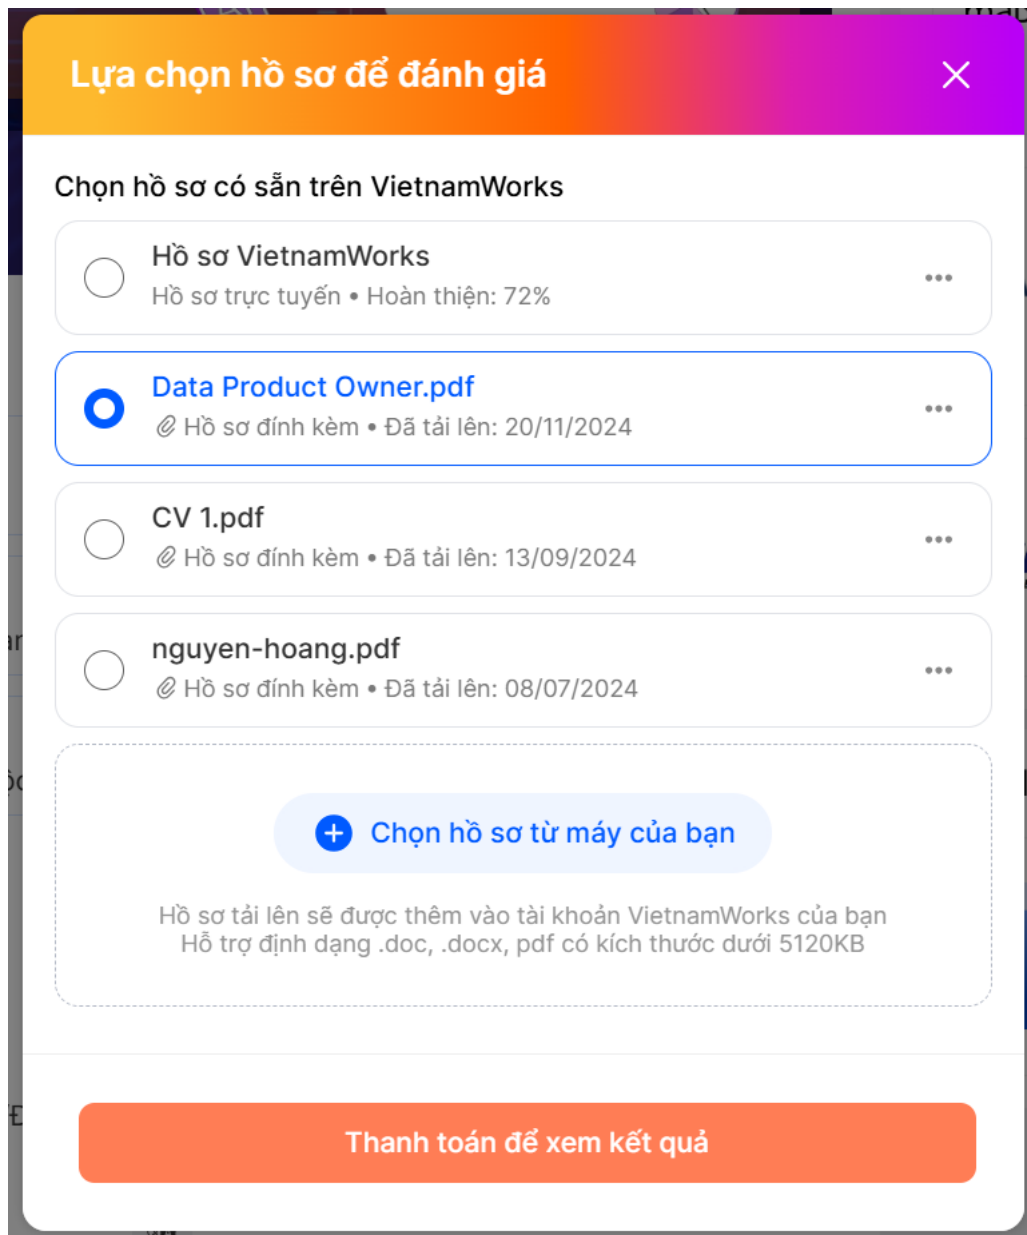 Lựa chọn hồ sơ để đánh giá
Chọn hồ sơ có sẵn trên VietnamWorks
Hồ sơ VietnamWorks
Hồ sơ trực tuyến • Hoàn thiện: 72%
Data Product Owner.pdf
Hồ sơ đính kèm • Đã tải lên: 20/11/2024
CV 1.pdf
Hồ sơ đính kèm • Đã tải lên: 13/09/2024
nguyen-hoang.pdf
Hồ sơ đính kèm • Đã tải lên: 08/07/2024
Chọn hồ sơ từ máy của bạn
Hồ sơ tải lên sẽ được thêm vào tài khoản VietnamWorks của bạn
Hỗ trợ định dạng .doc, .docx, pdf có kích thước dưới 5120KB
Thanh toán để xem kết quả